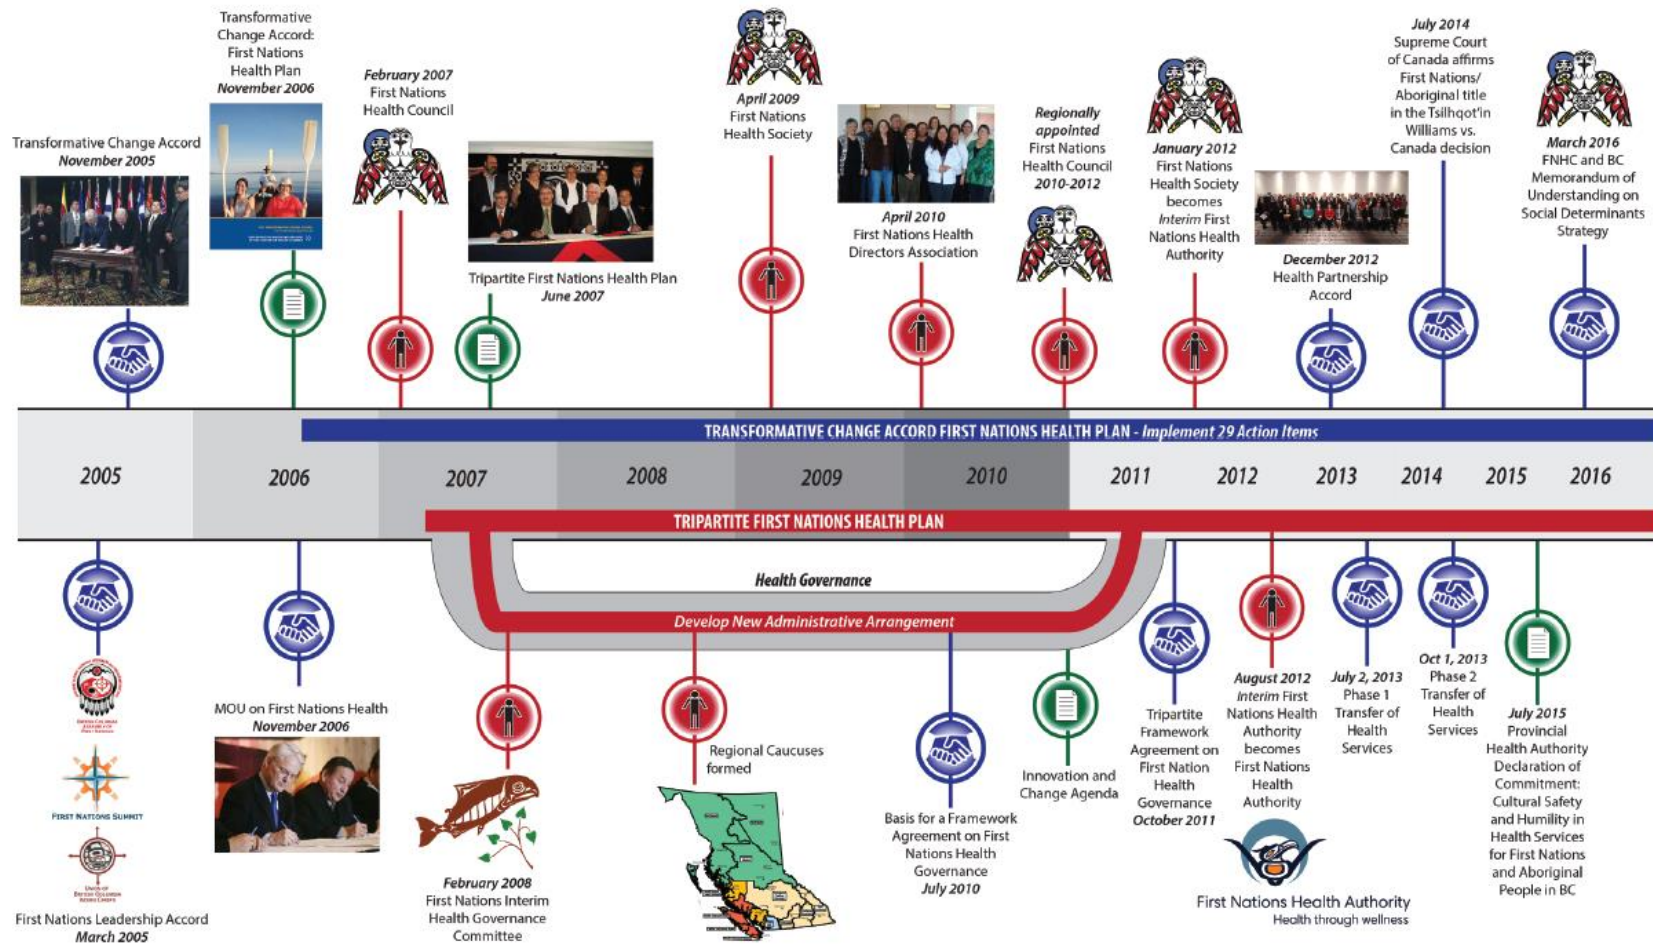 Transformative
Change Accord:
First Nations
Health Plan
November 2006
Transformative Change Accord
November 2005
February 2007
First Nations
Health Council
Tripartite First Nations Health Plan
June 2007
April 2009
First Nations
Health Society
April 2010
First Nations Health
Directors Association
Regionally
appointed
First Nations
Health Council
2010-2012
January 2012
First Nations
Health Society
becomes
Interim First
Nations Health
Authority
December 2012
Health Partnership
Accord
July 2014
Supreme Court
of Canada affirms
First Nations/
Aboriginal title
in the Tsilhqot'in
Williams vs.
Canada decision
March 2016
FNHC and BC
Memorandum of
Understanding on
Social Determinants
Strategy
TRANSFORMATIVE CHANGE ACCORD FIRST NATIONS HEALTH PLAN - Implement 29 Action Items
2005 2006 2007 2008 2009 2010 2011 2012 2013 2014 2015 2016
TRIPARTITE FIRST NATIONS HEALTH PLAN
Health Governance
Develop New Administrative Arrangement
FIRST NATIONS SUMMIT
UNION OF
BRITISH COLUMBIA
INDIAN CHIEFS
First Nations Leadership Accord
March 2005
MOU on First Nations Health
November 2006
February 2008
First Nations Interim
Health Governance
Committee
Regional Caucuses
formed
Basis for a Framework
Agreement on First
Nations Health
Governance
July 2010
Innovation and
Change Agenda
Tripartite
Framework
Agreement on
First Nation
Health
Governance
October 2011
August 2012
Interim First
Nations Health
Authority
becomes
First Nations
Health
Authority
First Nations Health Authority
Health through wellness
July 2, 2013
Phase 1
Transfer of
Health
Services
Oct 1, 2013
Phase 2
Transfer of
Health
Services
July 2015
Provincial
Health Authority
Declaration of
Commitment:
Cultural Safety
and Humility in
Health Services
for First Nations
and Aboriginal
People in BC